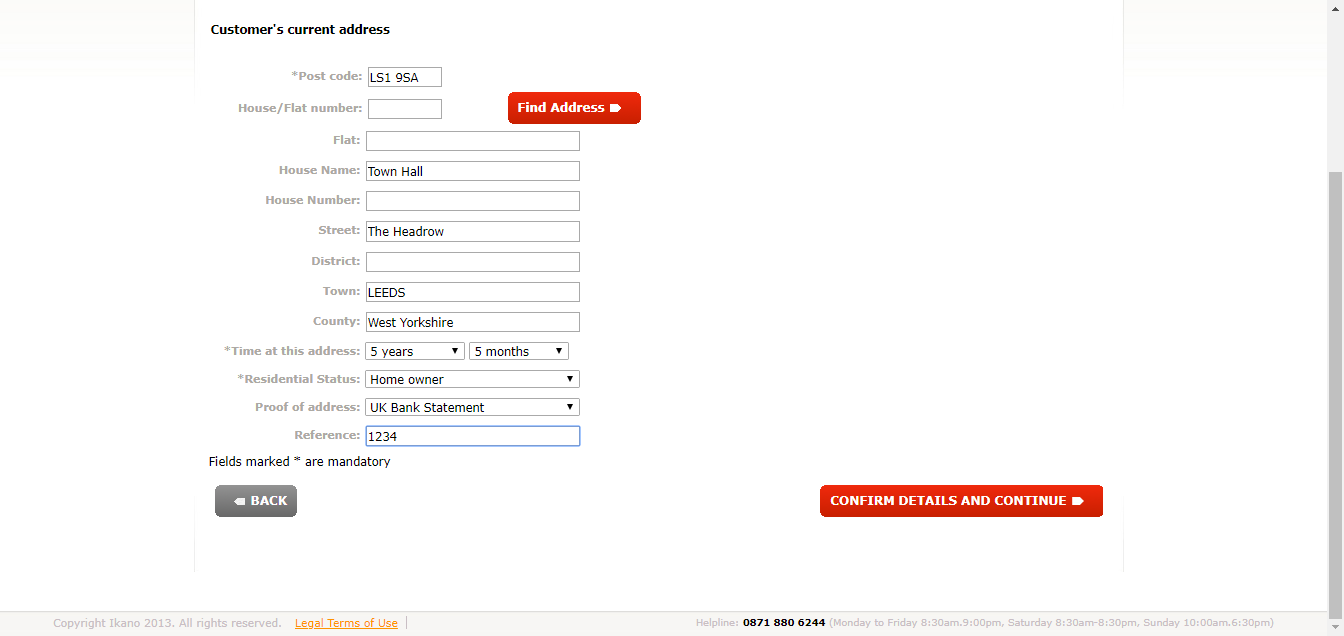 Customer's current address
*Post code: LS1 9SA
House/Flat number: Find Address
Flat:
House Name: Town Hall
House Number:
Street: The Headrow
District:
Town: LEEDS
County: West Yorkshire
*Time at this address: 5 years 5 months
*Residential Status: Home owner
Proof of address: UK Bank Statement
Reference: 1234
Fields marked * are mandatory
BACK CONFIRM DETAILS AND CONTINUE
Copyright Ikano 2013. All rights reserved. Legal Terms of Use Helpline: 0871 880 6244 (Monday to Friday 8:30am.9:00pm, Saturday 8:30am-8:30pm, Sunday 10:00am.6:30pm)